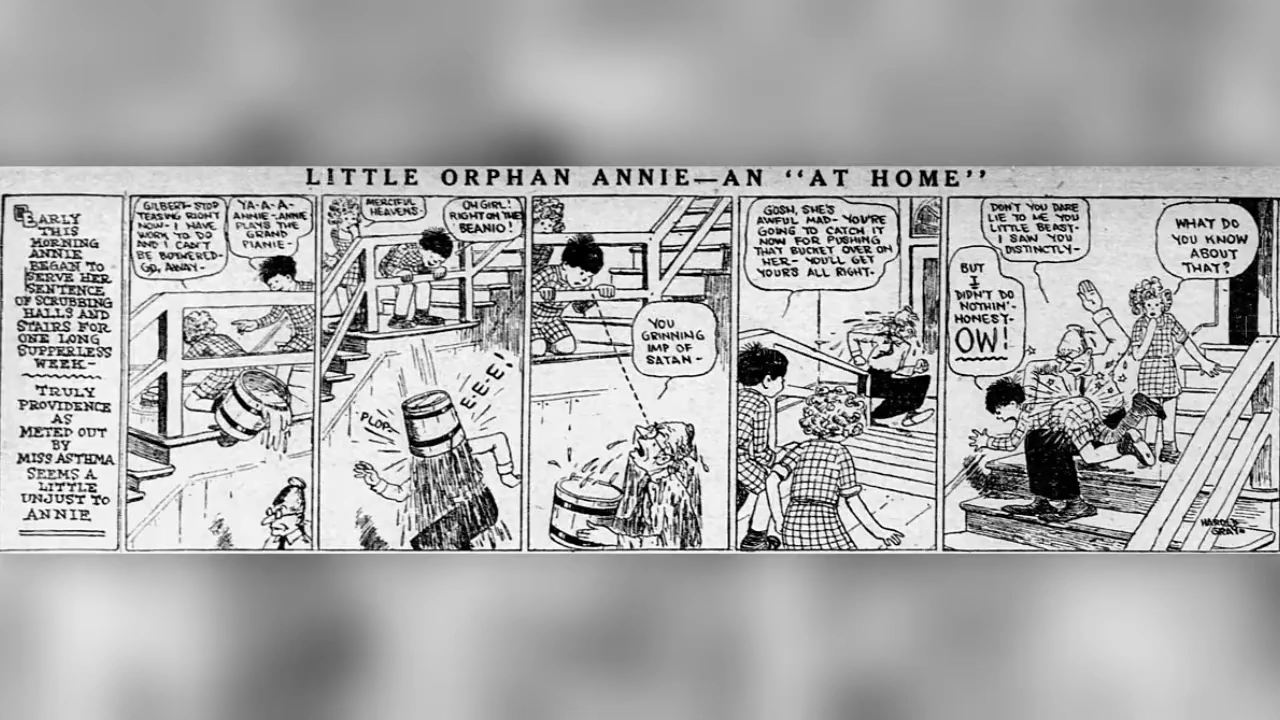 LITTLE ORPHAN ANNIE—AN "AT HOME"
EARLY
THIS
MORNING
ANNIE
BEGAN TO
SERVE HER
SENTENCE
OF SCRUBBING
HALLS AND
STAIRS FOR
ONE LONG
SUPPERLESS
WEEK-
TRULY
PROVIDENCE
AS
METED OUT
BY
MISS ASTHMA
SEEMS A
LITTLE
UNJUST TO
ANNIE
GILBERT- STOP
TEASING RIGHT
NOW- I HAVE
WORK TO DO
AND I CAN'T
BE BOTHERED-
GO, AWAY-
YA-A-A-
ANNIE-ANNIE
PLAYS THE
GRAND
PIANIE-
MERCIFUL
HEAVENS-
OH GIRL!
RIGHT ON THE
BEANIO!
PLOP-
EEE!
YOU
GRINNING
IMP OF
SATAN-
GOSH, SHE'S
AWFUL MAD- YOU'RE
GOING TO CATCH IT
NOW FOR PUSHING
THAT BUCKET OVER ON
HER- YOU'LL GET
YOUR'S ALL RIGHT-
DON'T YOU DARE
LIE TO ME YOU
LITTLE BEAST-
I SAW YOU
DISTINCTLY-
BUT
I
DIDN'T DO
NOTHIN'-
HONEST-
OW!
WHAT DO
YOU KNOW
ABOUT
THAT?
HAROLD
GRAY-